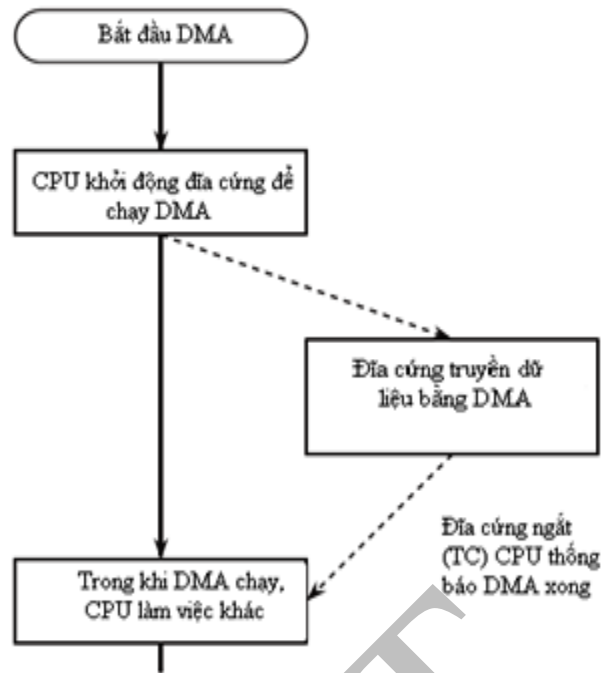 Bắt đầu DMA
CPU khởi động đĩa cứng để
chạy DMA
Đĩa cứng truyền dữ
liệu bằng DMA
Đĩa cứng ngắt
(TC) CPU thống
báo DMA xong
Trong khi DMA chạy,
CPU làm việc khác
T